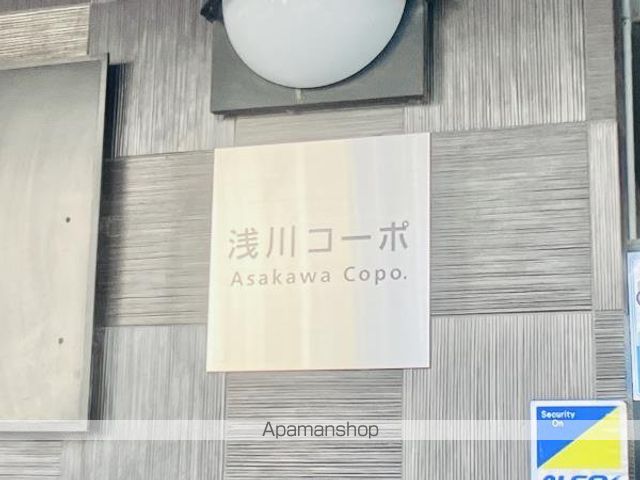 浅川コーポ
Asakawa Copo.
Security
On
Apamanshop